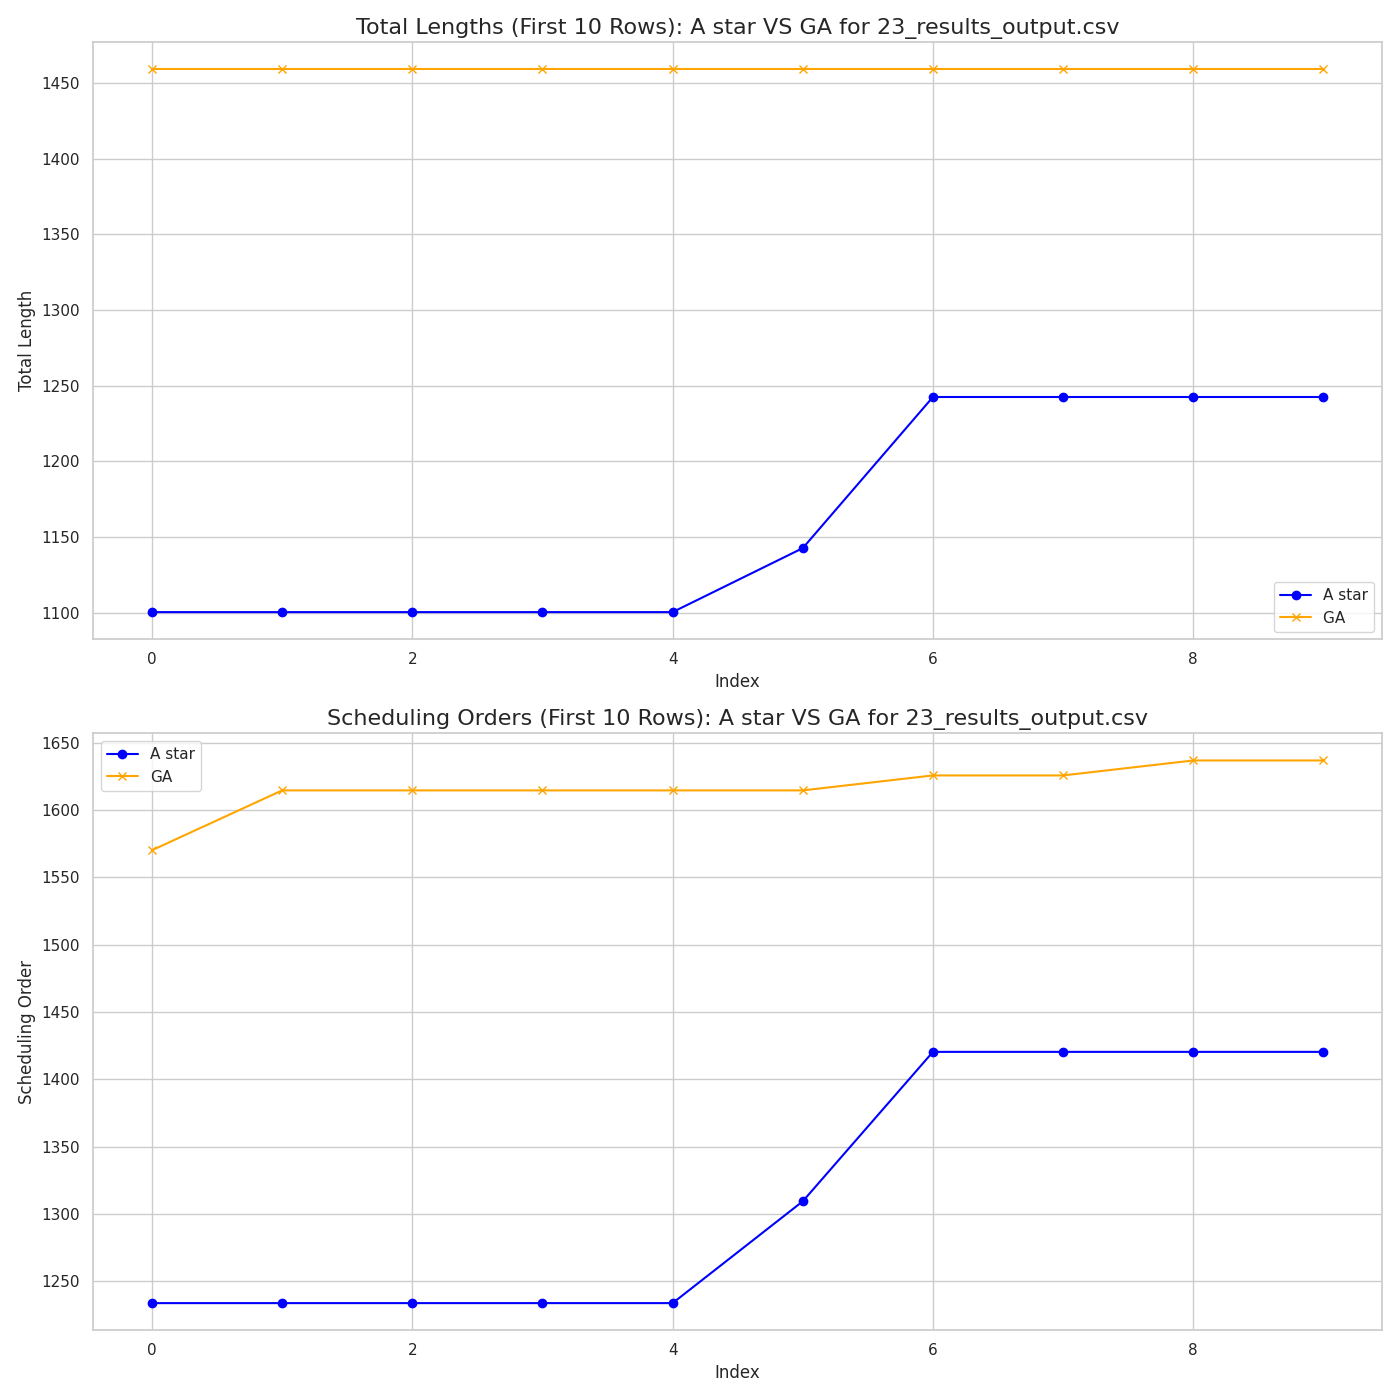 Total Lengths (First 10 Rows): A star VS GA for 23_results_output.csv
1450
1400
1350
1300
1250
1200
1150
1100
Total Length
A star
GA
0 2 4 6 8
Index
Scheduling Orders (First 10 Rows): A star VS GA for 23_results_output.csv
1650
1600
1550
1500
1450
1400
1350
1300
1250
Scheduling Order
A star
GA
0 2 4 6 8
Index